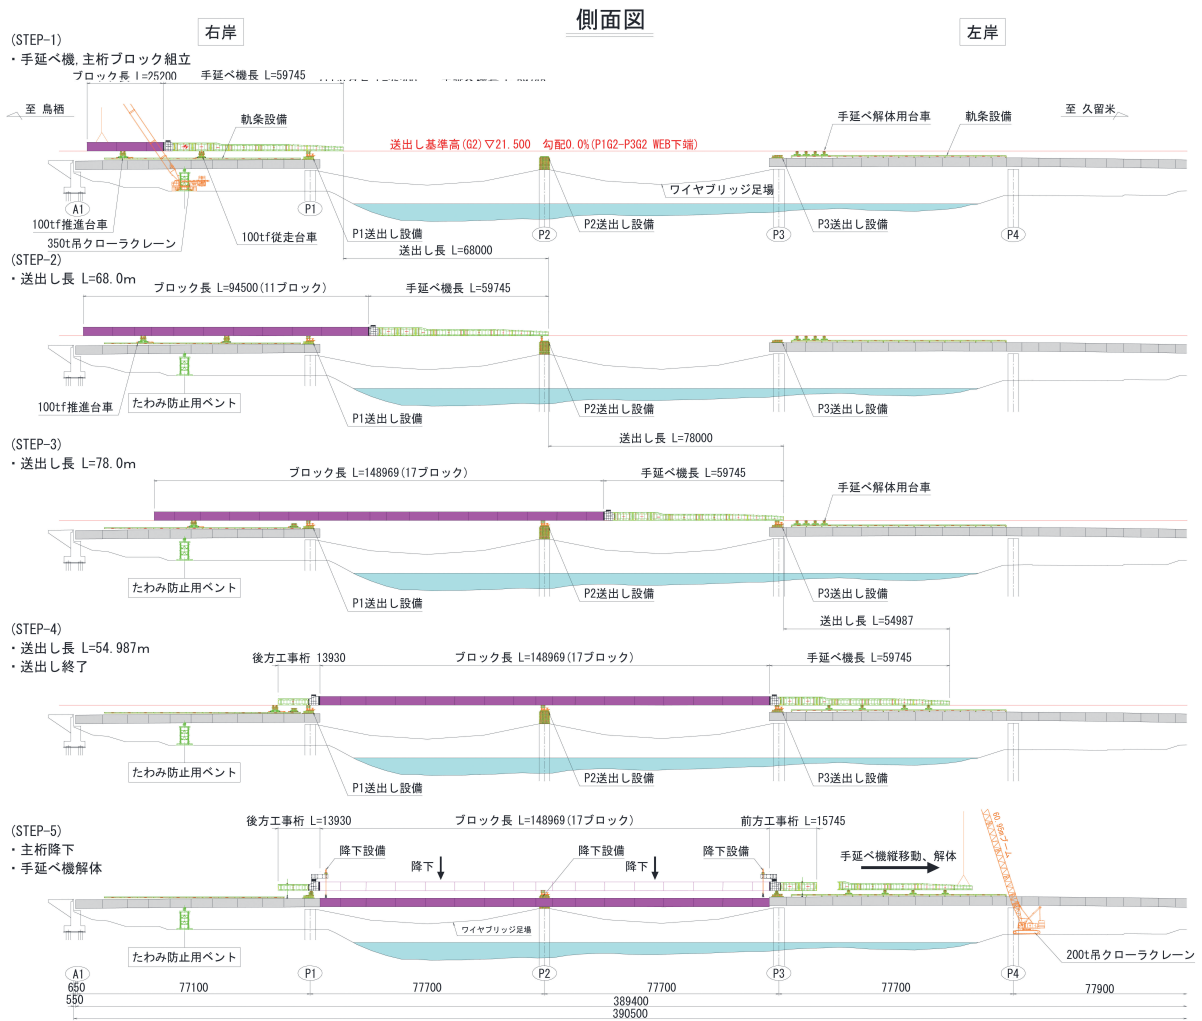 側面図
右岸
左岸
(STEP-1)
・手延べ機,主桁ブロック組立
ブロック長 L=25200
手延べ機長 L=59745
至 鳥栖
軌条設備
送出し基準高(G2)▽21.500 勾配0.0%(P1G2-P3G2 WEB下端)
手延べ解体用台車
軌条設備
至 久留米
ワイヤブリッジ足場
A1
P1
P2
P3
P4
100tf推進台車
350t吊クローラクレーン
100tf従走台車
P1送出し設備
P2送出し設備
P3送出し設備
送出し長 L=68000
(STEP-2)
・送出し長 L=68.0m
ブロック長 L=94500(11ブロック)
手延べ機長 L=59745
100tf推進台車
たわみ防止用ベント
P1送出し設備
P2送出し設備
P3送出し設備
送出し長 L=78000
(STEP-3)
・送出し長 L=78.0m
ブロック長 L=148969(17ブロック)
手延べ機長 L=59745
手延べ解体用台車
たわみ防止用ベント
P1送出し設備
P2送出し設備
P3送出し設備
送出し長 L=54987
(STEP-4)
・送出し長 L=54.987m
・送出し終了
後方工事桁 13930
ブロック長 L=148969(17ブロック)
手延べ機長 L=59745
たわみ防止用ベント
P1送出し設備
P2送出し設備
P3送出し設備
(STEP-5)
・主桁降下
・手延べ機解体
後方工事桁 L=13930
ブロック長 L=148969(17ブロック)
前方工事桁 L=15745
降下設備
降下
降下設備
降下
降下設備
手延べ機縦移動、解体
60.95mブーム
ワイヤブリッジ足場
たわみ防止用ベント
200t吊クローラクレーン
A1
P1
P2
P3
P4
650
77100
77700
77700
77700
77900
550
389400
390500